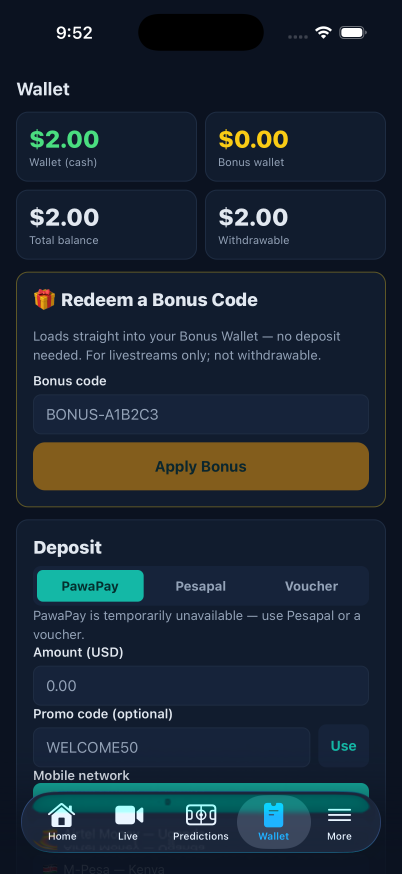 9:52
Wallet
$2.00
Wallet (cash)
$0.00
Bonus wallet
$2.00
Total balance
$2.00
Withdrawable
Redeem a Bonus Code
Loads straight into your Bonus Wallet — no deposit
needed. For livestreams only; not withdrawable.
Bonus code
BONUS-A1B2C3
Apply Bonus
Deposit
PawaPay
Pesapal
Voucher
PawaPay is temporarily unavailable — use Pesapal or a
voucher.
Amount (USD)
0.00
Promo code (optional)
WELCOME50
Use
Mobile network
Home
Live
Predictions
Wallet
More
M-Pesa — Kenya